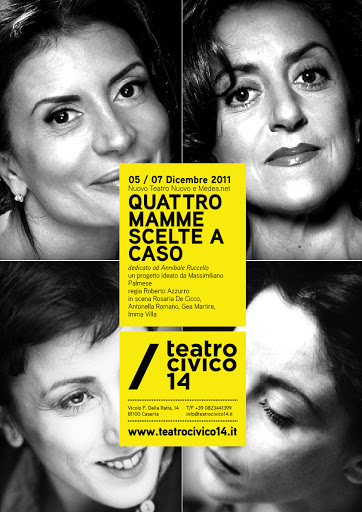 05 / 07 Dicembre 2011
Nuovo Teatro Nuovo e Medea.net
QUATTRO
MAMME
SCELTE A
CASO
dedicato ad Annibale Ruccello
un progetto ideato da Massimiliano
Palmese
regia Roberto Azzurro
in scena Rosaria De Cicco,
Antonella Romano, Gea Martire,
Imma Villa
/ teatro
civico
14
Vicolo F. Della Ratta, 14
81100 Caserta
T/F +39 0823441399
info@teatrocivico14.it
www.teatrocivico14.it